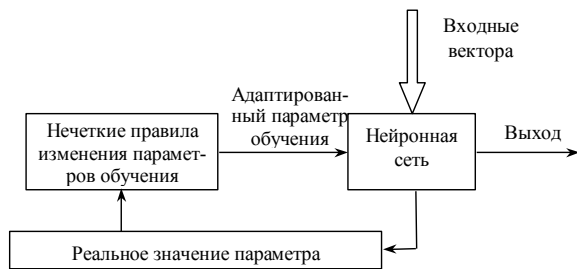 Входные
вектора
Адаптирован-
ный параметр
обучения
Нечеткие правила
изменения парамет-
ров обучения
Нейронная
сеть
Выход
Реальное значение параметра